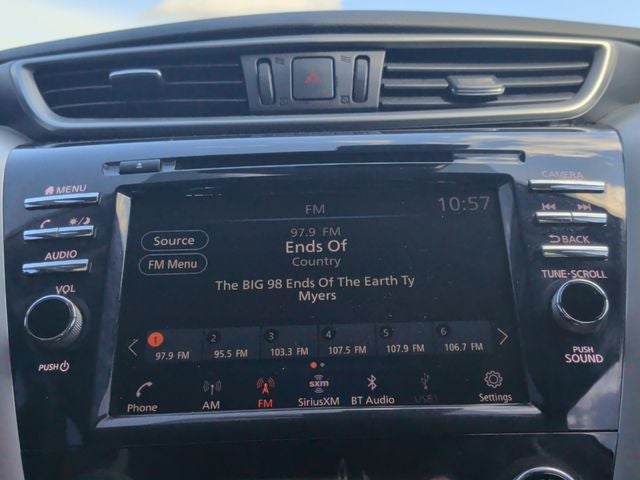 MENU
AUDIO
VOL
PUSH
FM
10:57
Source
FM Menu
97.9 FM
Ends Of
Country
The BIG 98 Ends Of The Earth Ty
Myers
1 2 3 4 5 6
97.9 FM 95.5 FM 103.3 FM 107.5 FM 107.9 FM 106.7 FM
sxm
Phone AM FM SiriusXM BT Audio USB1 Settings
CAMERA
BACK
TUNE·SCROLL
PUSH
SOUND